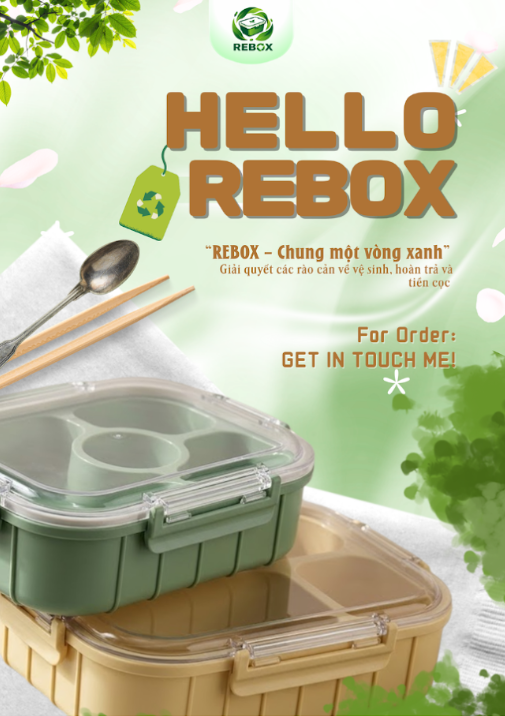 REBOX
HELLO
REBOX
“REBOX – Chung một vòng xanh”
Giải quyết các rào cản về vệ sinh, hoàn trả và
tiền cọc
For Order:
GET IN TOUCH ME!